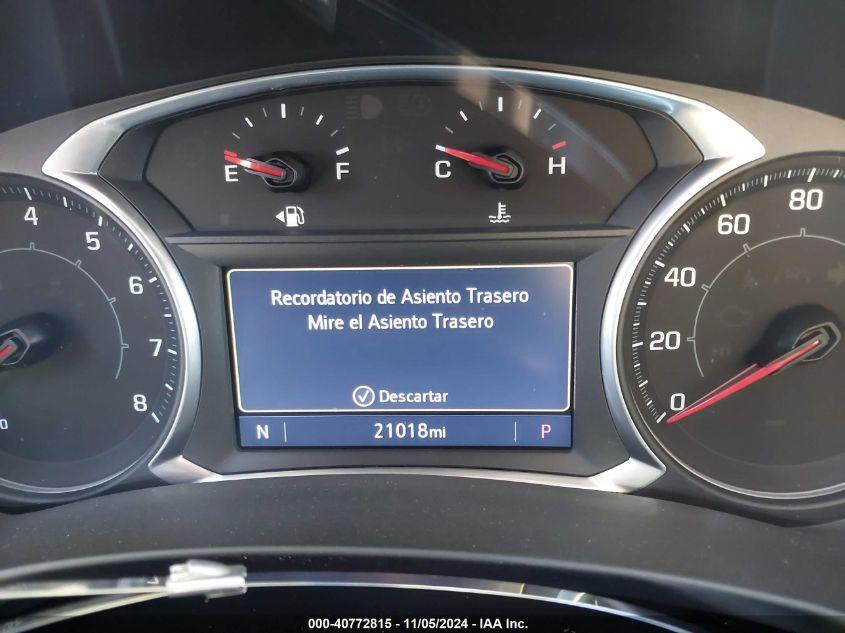 E F C H
4 5 6 7 8
0 20 40 60 80
Recordatorio de Asiento Trasero
Mire el Asiento Trasero
Descartar
N 21018mi P
000-40772815 - 11/05/2024 - IAA Inc.